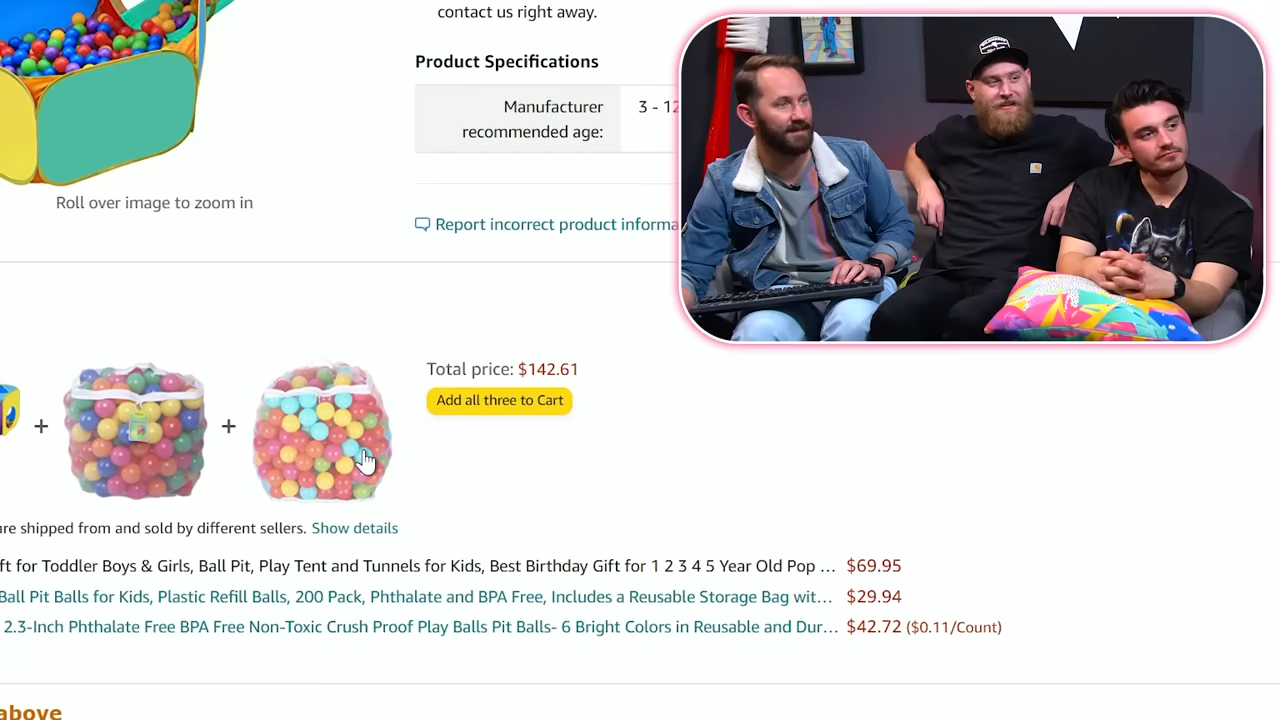 contact us right away.
Product Specifications
Manufacturer
recommended age:
3 - 12
Report incorrect product informa
Roll over image to zoom in
+
+
Total price: $142.61
Add all three to Cart
are shipped from and sold by different sellers. Show details
ft for Toddler Boys & Girls, Ball Pit, Play Tent and Tunnels for Kids, Best Birthday Gift for 1 2 3 4 5 Year Old Pop … $69.95
Ball Pit Balls for Kids, Plastic Refill Balls, 200 Pack, Phthalate and BPA Free, Includes a Reusable Storage Bag wit… $29.94
2.3-Inch Phthalate Free BPA Free Non-Toxic Crush Proof Play Balls Pit Balls- 6 Bright Colors in Reusable and Dur… $42.72 ($0.11/Count)
above